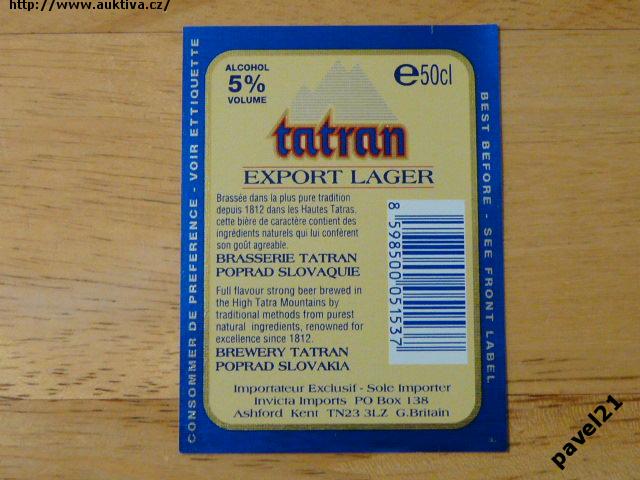 http://www.auktiva.cz/
CONSOMMER DE PREFERENCE - VOIR ETTIQUETTE
ALCOHOL
5%
VOLUME
e50cl
tatran
EXPORT LAGER
Brassée dans la plus pure tradition
depuis 1812 dans les Hautes Tatras.
cette bière de caractère contient des
ingrédients naturels qui lui confèrent
son goût agreable.
BRASSERIE TATRAN
POPRAD SLOVAQUIE
Full flavour strong beer brewed in
the High Tatra Mountains by
traditional methods from purest
natural ingredients, renowned for
excellence since 1812.
BREWERY TATRAN
POPRAD SLOVAKIA
8 598500 051537
Importateur Exclusif - Sole Importer
Invicta Imports PO Box 138
Ashford Kent TN23 3LZ G.Britain
BEST BEFORE - SEE FRONT LABEL
pavel21